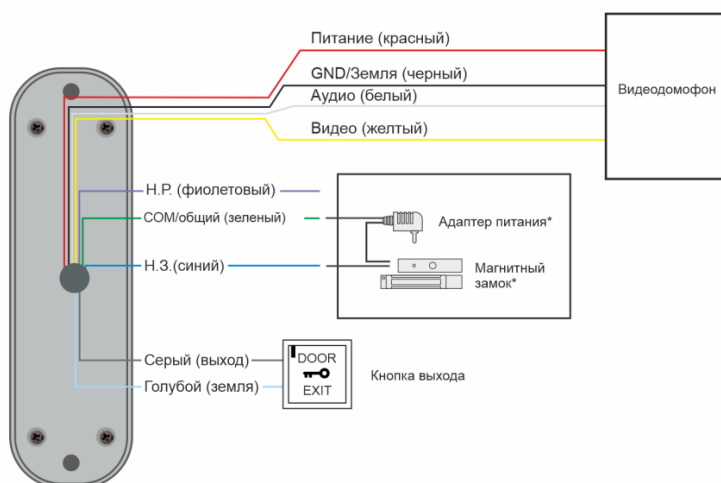 Питание (красный)
GND/Земля (черный)
Аудио (белый)
Видеодомофон
Видео (желтый)
Н.Р. (фиолетовый)
COM/общий (зеленый)
Адаптер питания*
Н.З.(синий)
Магнитный
замок*
Серый (выход)
DOOR
EXIT
Кнопка выхода
Голубой (земля)